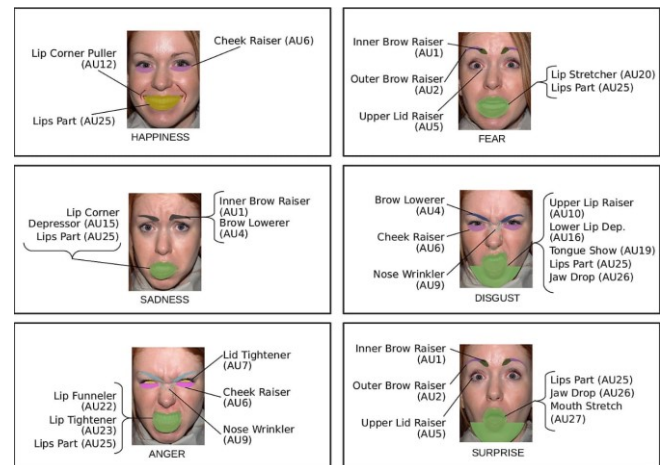 Lip Corner Puller
(AU12)
Cheek Raiser (AU6)
Lips Part (AU25)
HAPPINESS
Inner Brow Raiser
(AU1)
Outer Brow Raiser
(AU2)
Upper Lid Raiser
(AU5)
Lip Stretcher (AU20)
Lips Part (AU25)
FEAR
Lip Corner
Depressor (AU15)
Lips Part (AU25)
Inner Brow Raiser
(AU1)
Brow Lowerer
(AU4)
SADNESS
Brow Lowerer
(AU4)
Cheek Raiser
(AU6)
Nose Wrinkler
(AU9)
Upper Lip Raiser
(AU10)
Lower Lip Dep.
(AU16)
Tongue Show (AU19)
Lips Part (AU25)
Jaw Drop (AU26)
DISGUST
Lip Funneler
(AU22)
Lip Tightener
(AU23)
Lips Part (AU25)
Lid Tightener
(AU7)
Cheek Raiser
(AU6)
Nose Wrinkler
(AU9)
ANGER
Inner Brow Raiser
(AU1)
Outer Brow Raiser
(AU2)
Upper Lid Raiser
(AU5)
Lips Part (AU25)
Jaw Drop (AU26)
Mouth Stretch
(AU27)
SURPRISE